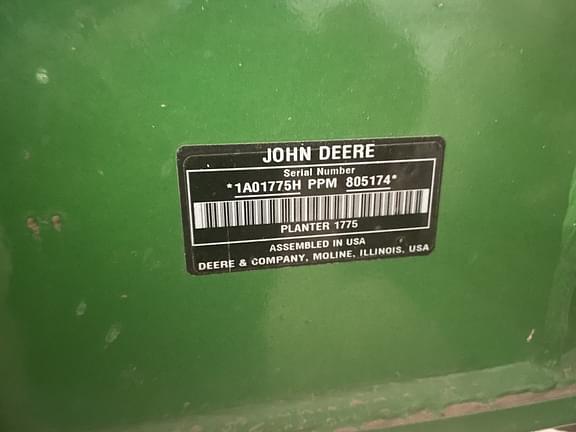 JOHN DEERE
Serial Number
*1A01775H PPM 805174*
PLANTER 1775
ASSEMBLED IN USA
DEERE & COMPANY, MOLINE, ILLINOIS, USA